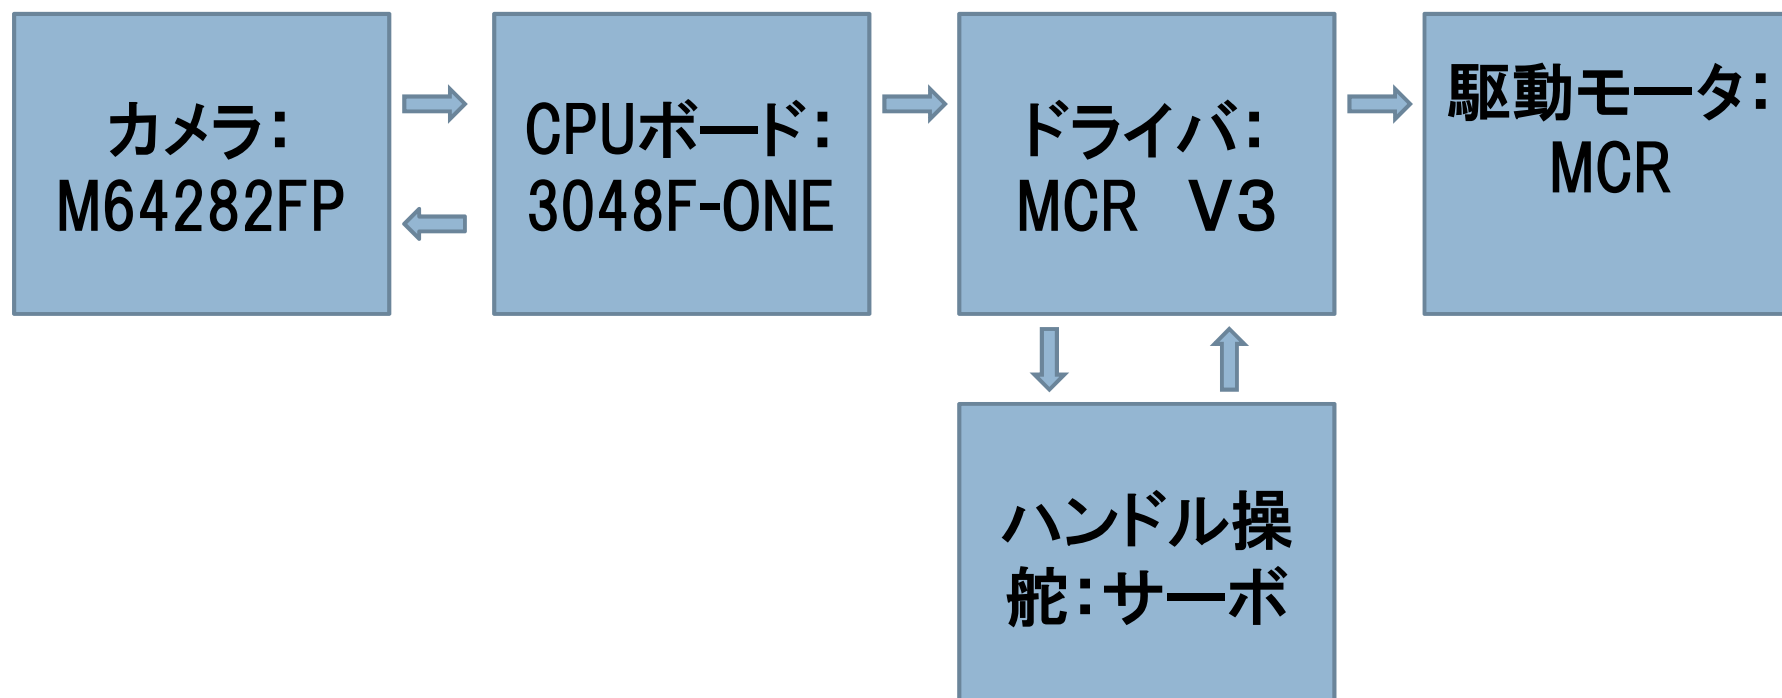 カメラ：
M64282FP
CPUボード：
3048F-ONE
ドライバ：
MCR　V3
駆動モータ：
MCR
ハンドル操
舵：サーボ